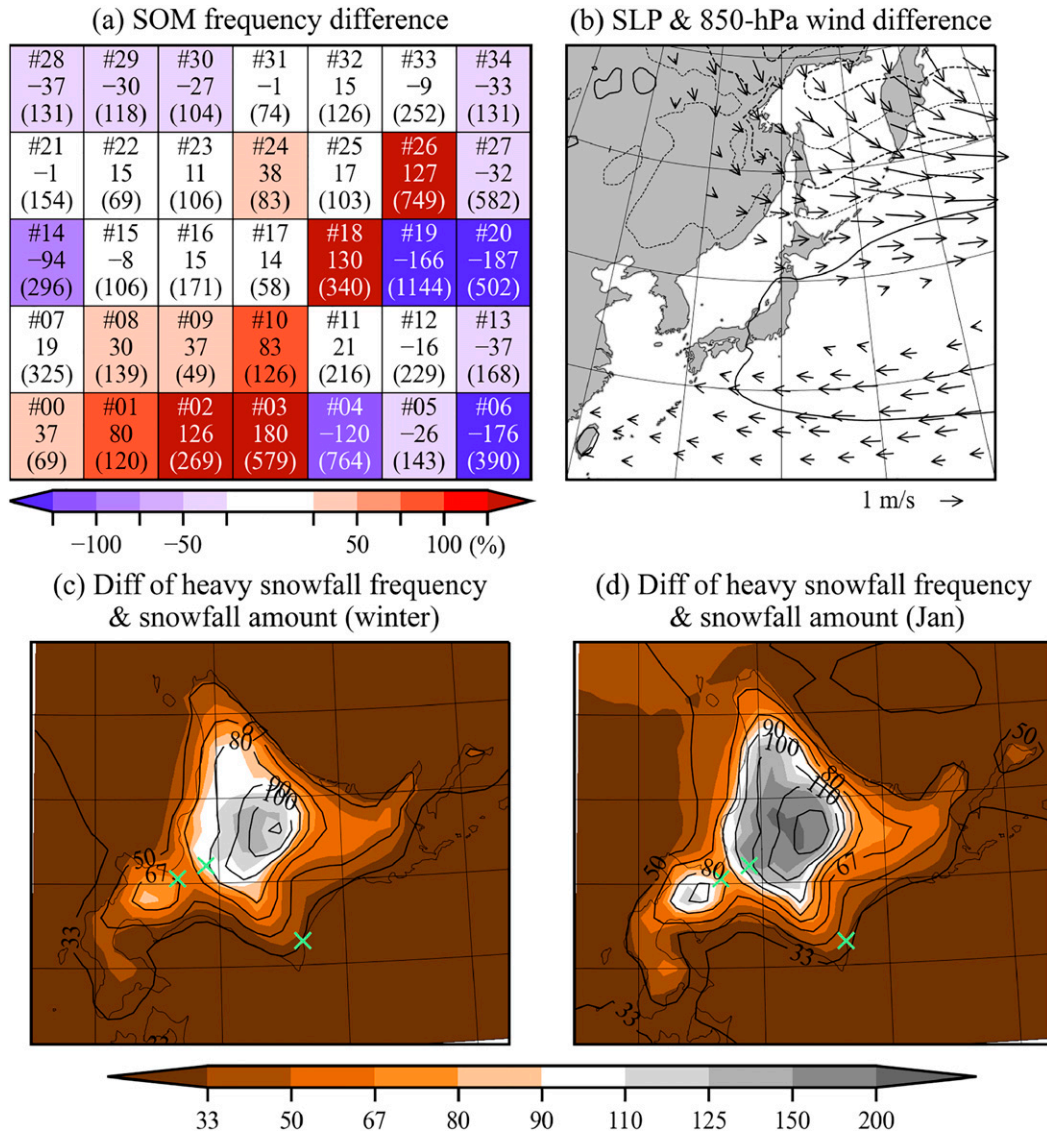 (a) SOM frequency difference
#28 #29 #30 #31 #32 #33 #34
−37 −30 −27 −1 15 −9 −33
(131) (118) (104) (74) (126) (252) (131)
#21 #22 #23 #24 #25 #26 #27
−1 15 11 38 17 127 −32
(154) (69) (106) (83) (103) (749) (582)
#14 #15 #16 #17 #18 #19 #20
−94 −8 15 14 130 −166 −187
(296) (106) (171) (58) (340) (1144) (502)
#07 #08 #09 #10 #11 #12 #13
19 30 37 83 21 −16 −37
(325) (139) (49) (126) (216) (229) (168)
#00 #01 #02 #03 #04 #05 #06
37 80 126 180 −120 −26 −176
(69) (120) (269) (579) (764) (143) (390)
−100 −50 50 100 (%)
(b) SLP & 850-hPa wind difference
1 m/s
(c) Diff of heavy snowfall frequency
& snowfall amount (winter)
80
100
50
67
33
(d) Diff of heavy snowfall frequency
& snowfall amount (Jan)
90
100
80
110
50
50
80
67
33
33
33 50 67 80 90 110 125 150 200